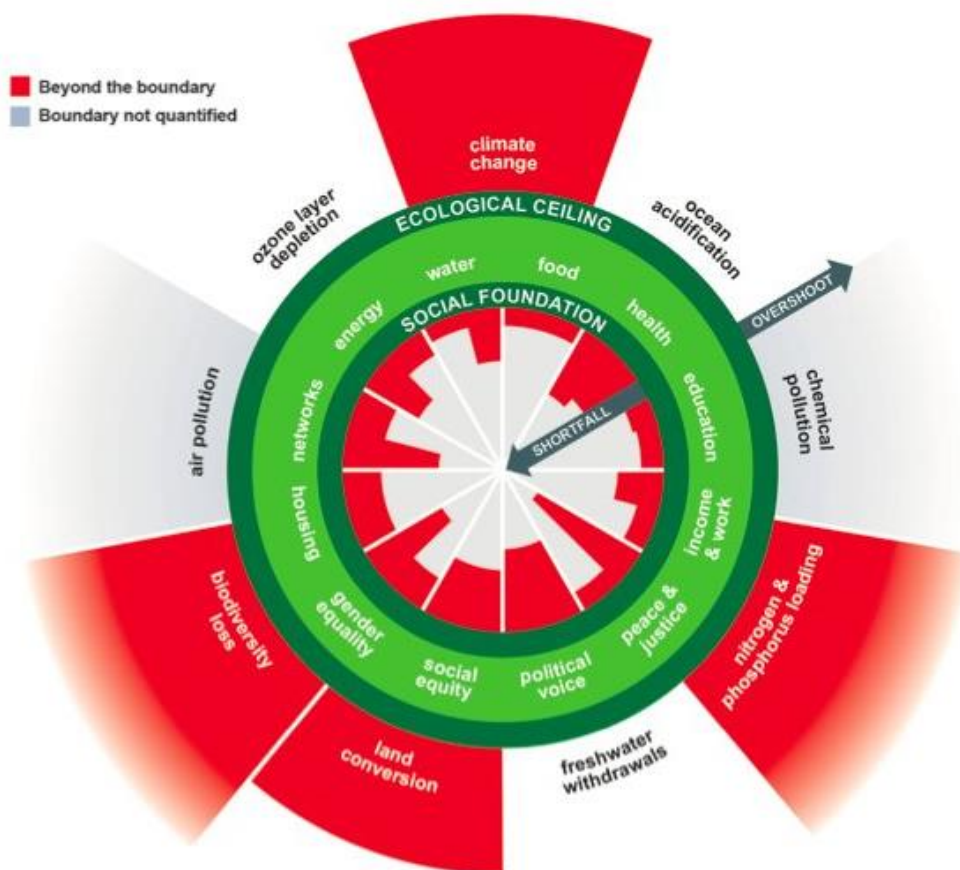 Beyond the boundary
Boundary not quantified
climate
change
ozone layer
depletion
ocean
acidification
ECOLOGICAL CEILING
OVERSHOOT
water
food
energy
health
SOCIAL FOUNDATION
networks
education
SHORTFALL
air pollution
chemical
pollution
housing
income
& work
gender
equality
peace &
justice
social
equity
political
voice
biodiversity
loss
nitrogen &
phosphorus loading
land
conversion
freshwater
withdrawals